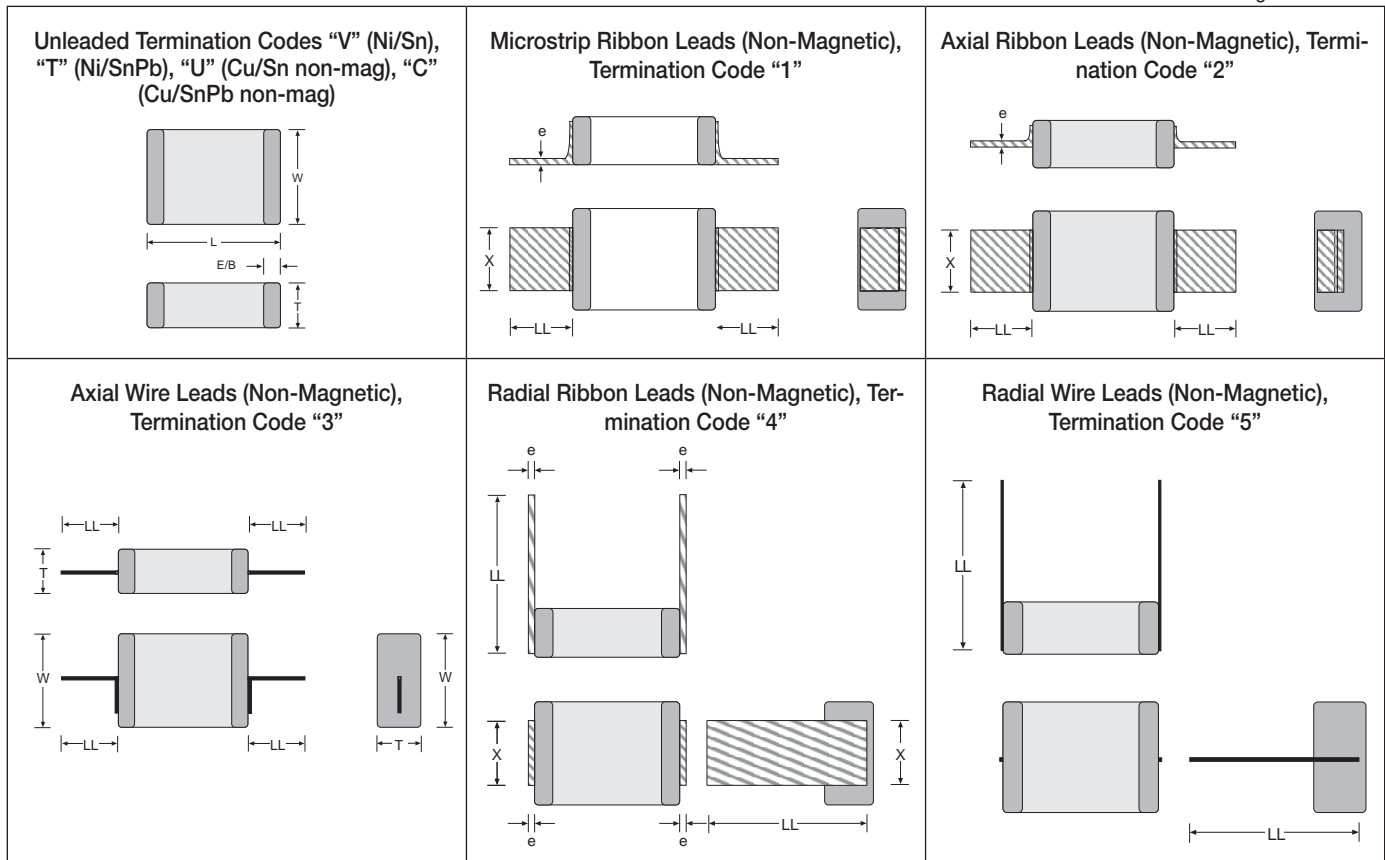 Unleaded Termination Codes “V” (Ni/Sn),
“T” (Ni/SnPb), “U” (Cu/Sn non-mag), “C”
(Cu/SnPb non-mag)
W
L
E/B
T
Microstrip Ribbon Leads (Non-Magnetic),
Termination Code “1”
e
X
LL
LL
Axial Ribbon Leads (Non-Magnetic), Termi-
nation Code “2”
e
X
LL
LL
Axial Wire Leads (Non-Magnetic),
Termination Code “3”
LL
LL
T
W
W
LL
LL
T
Radial Ribbon Leads (Non-Magnetic), Ter-
mination Code “4”
e
e
LL
X
X
LL
e
e
Radial Wire Leads (Non-Magnetic),
Termination Code “5”
LL
LL